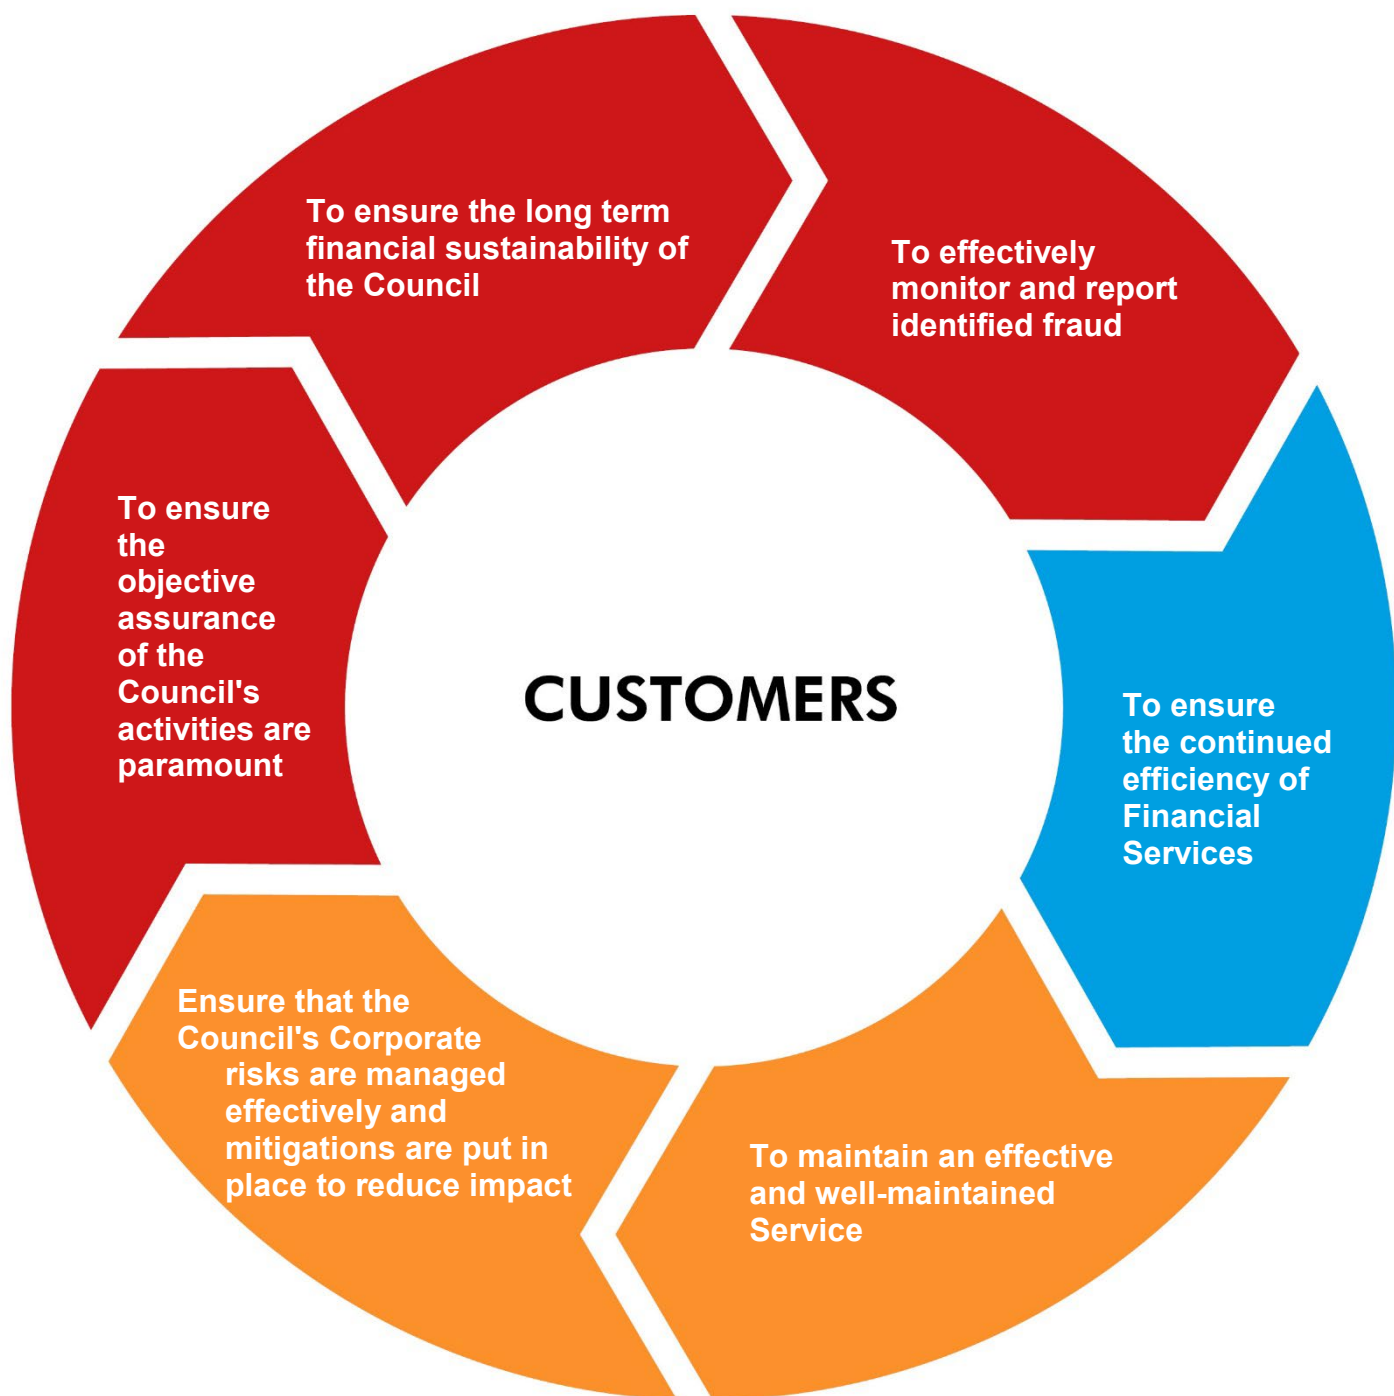 To ensure the long term
financial sustainability of
the Council
To effectively
monitor and report
identified fraud
To ensure
the continued
efficiency of
Financial
Services
To maintain an effective
and well-maintained
Service
Ensure that the
Council's Corporate
risks are managed
effectively and
mitigations are put in
place to reduce impact
To ensure
the
objective
assurance
of the
Council's
activities are
paramount
CUSTOMERS